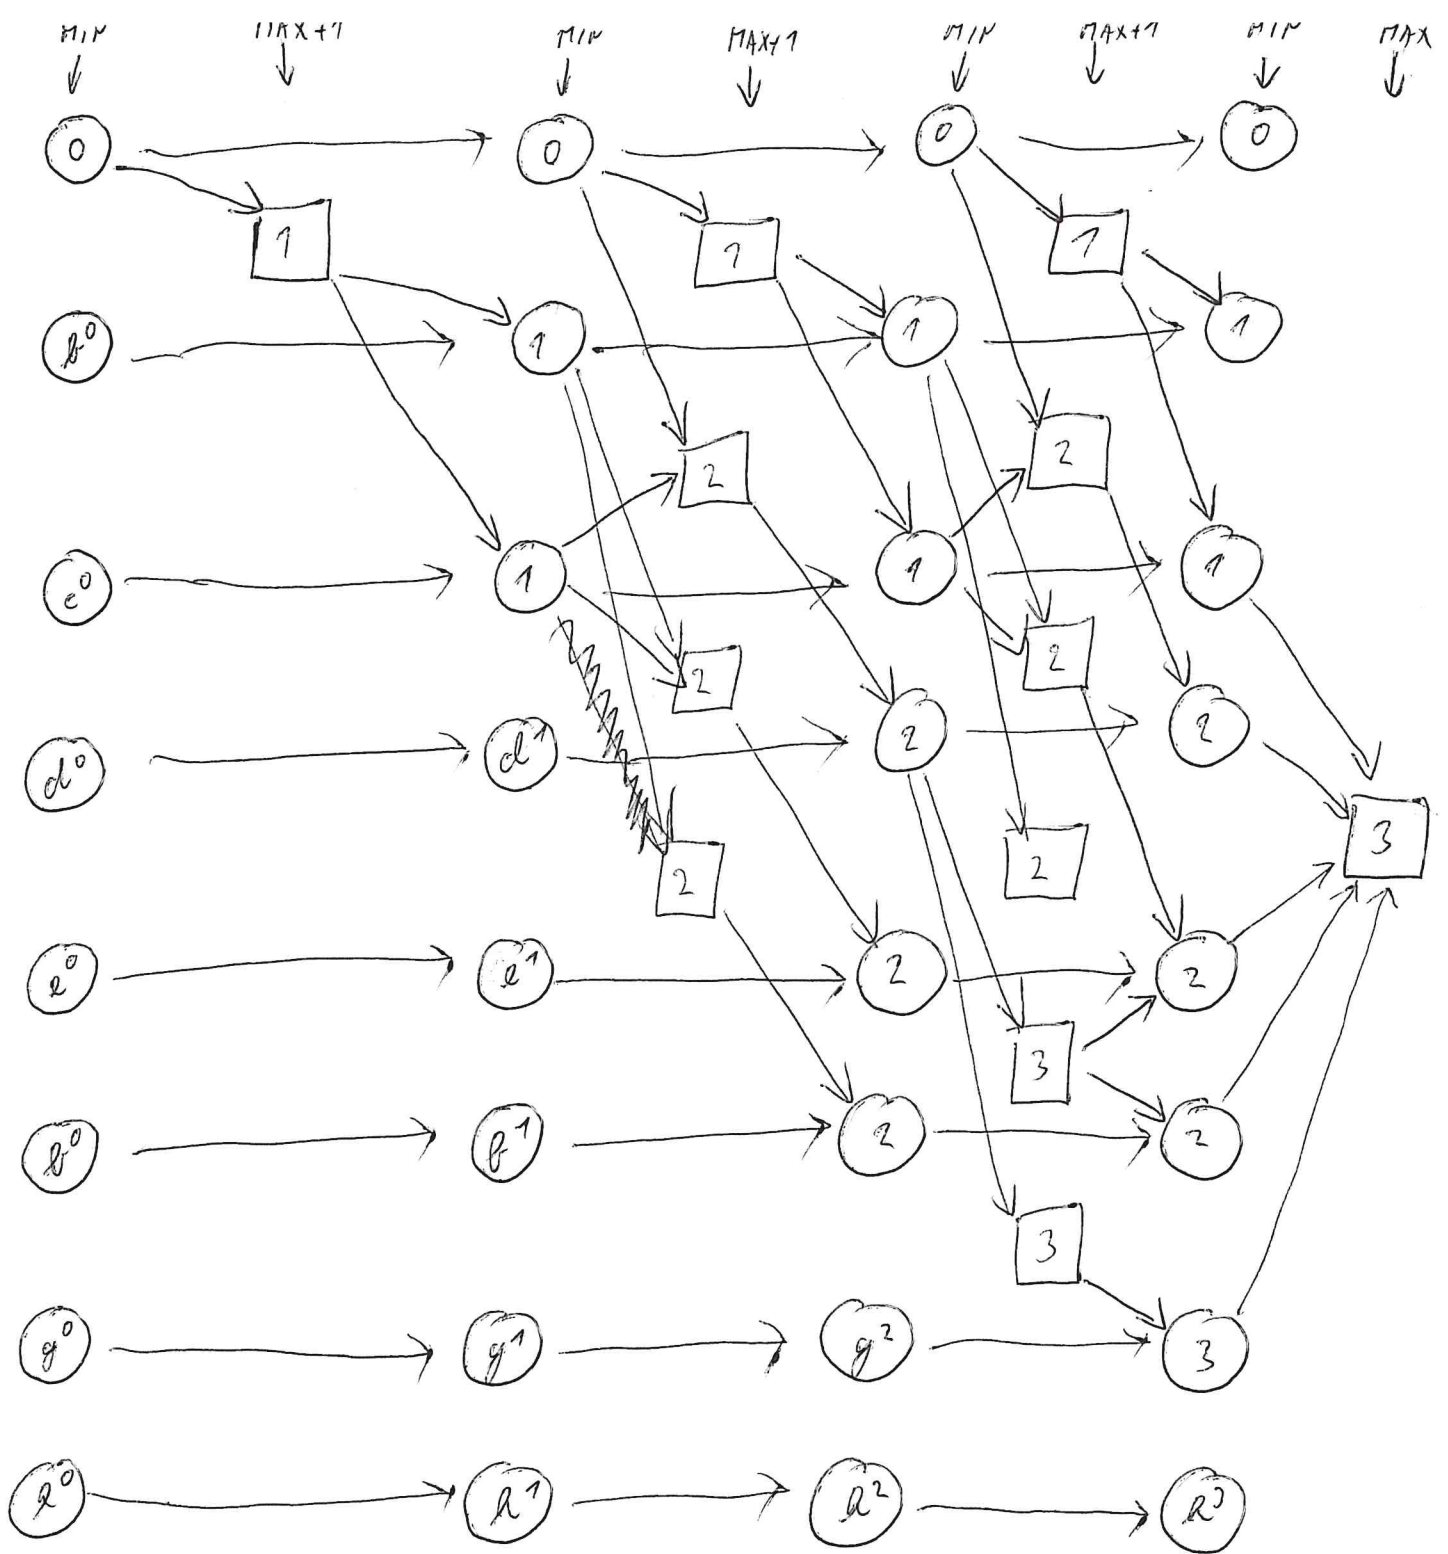 MIN MAX+1 MIN MAX+1 MIN MAX+1 MIN MAX
0 0 0 0
1 1 1
b⁰ 1 1 1
2 2
c⁰ 1 1 1
2 2
d⁰ d¹ 2 2
3
2 2
e⁰ e¹ 2 2
3
f⁰ f¹ 2 2
3
g⁰ g¹ g² 3
h⁰ h¹ h² h³